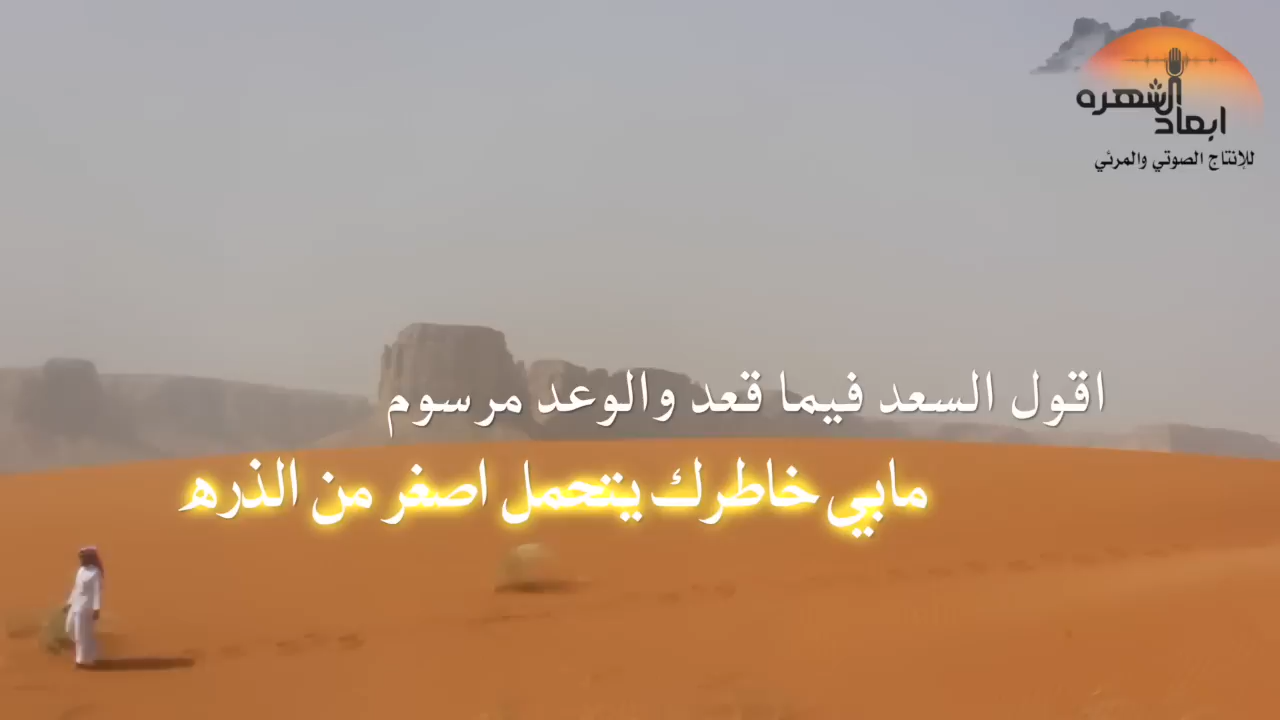 ابعاد الشهره
للإنتاج الصوتي والمرئي
اقول السعد فيما قعد والوعد مرسوم
مابي خاطرك يتحمل اصغر من الذره